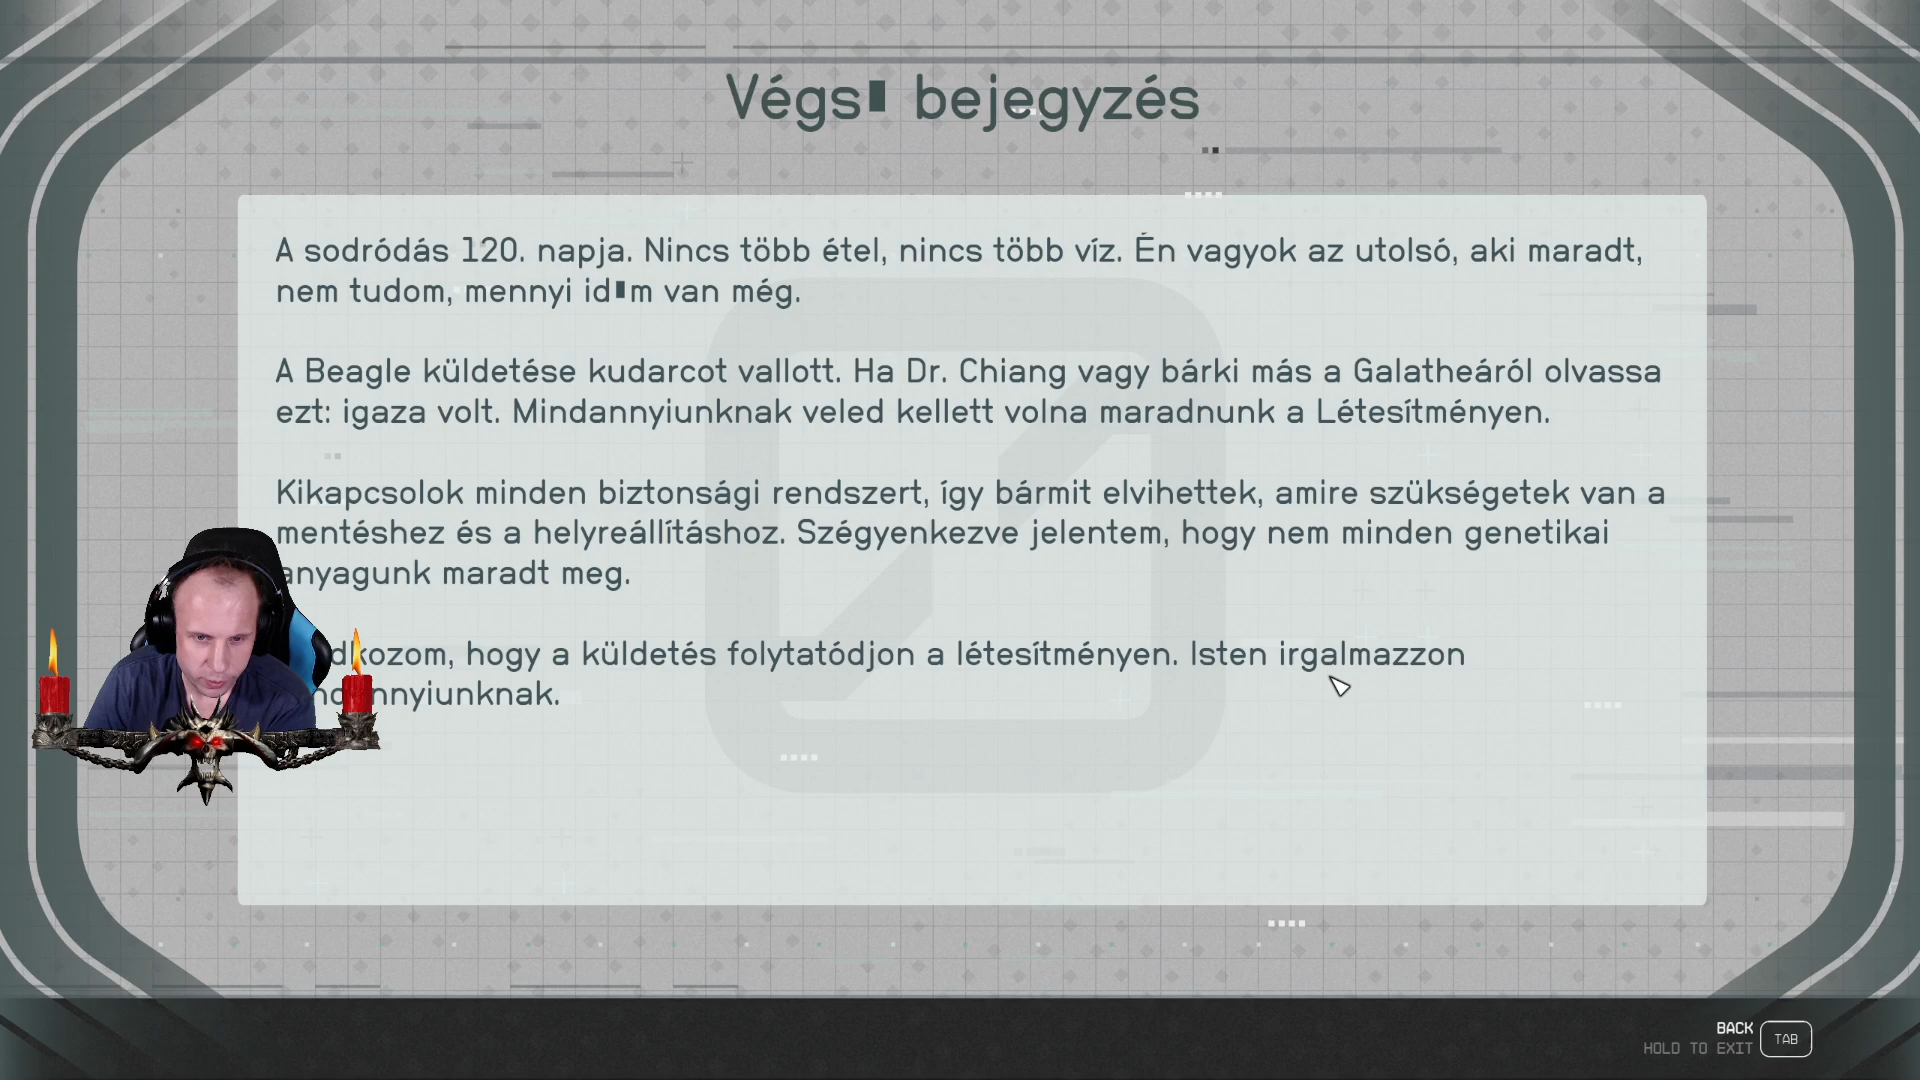 Végs▮ bejegyzés
A sodródás 120. napja. Nincs több étel, nincs több víz. Én vagyok az utolsó, aki maradt,
nem tudom, mennyi id▮m van még.
A Beagle küldetése kudarcot vallott. Ha Dr. Chiang vagy bárki más a Galatheáról olvassa
ezt: igaza volt. Mindannyiunknak veled kellett volna maradnunk a Létesítményen.
Kikapcsolok minden biztonsági rendszert, így bármit elvihettek, amire szükségetek van a
mentéshez és a helyreállításhoz. Szégyenkezve jelentem, hogy nem minden genetikai
anyagunk maradt meg.
hogy a küldetés folytatódjon a létesítményen. Isten irgalmazzon
BACK
HOLD TO EXIT
TAB